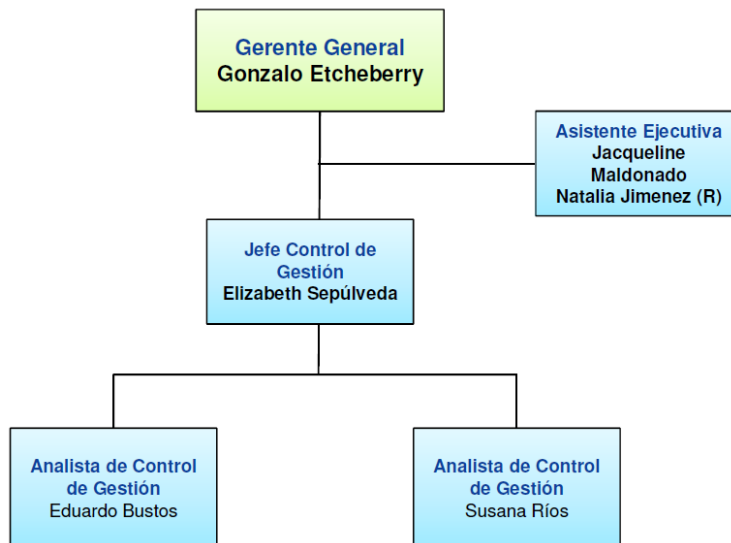 Gerente General
Gonzalo Etcheberry
Asistente Ejecutiva
Jacqueline
Maldonado
Natalia Jimenez (R)
Jefe Control de
Gestión
Elizabeth Sepúlveda
Analista de Control
de Gestión
Eduardo Bustos
Analista de Control
de Gestión
Susana Ríos